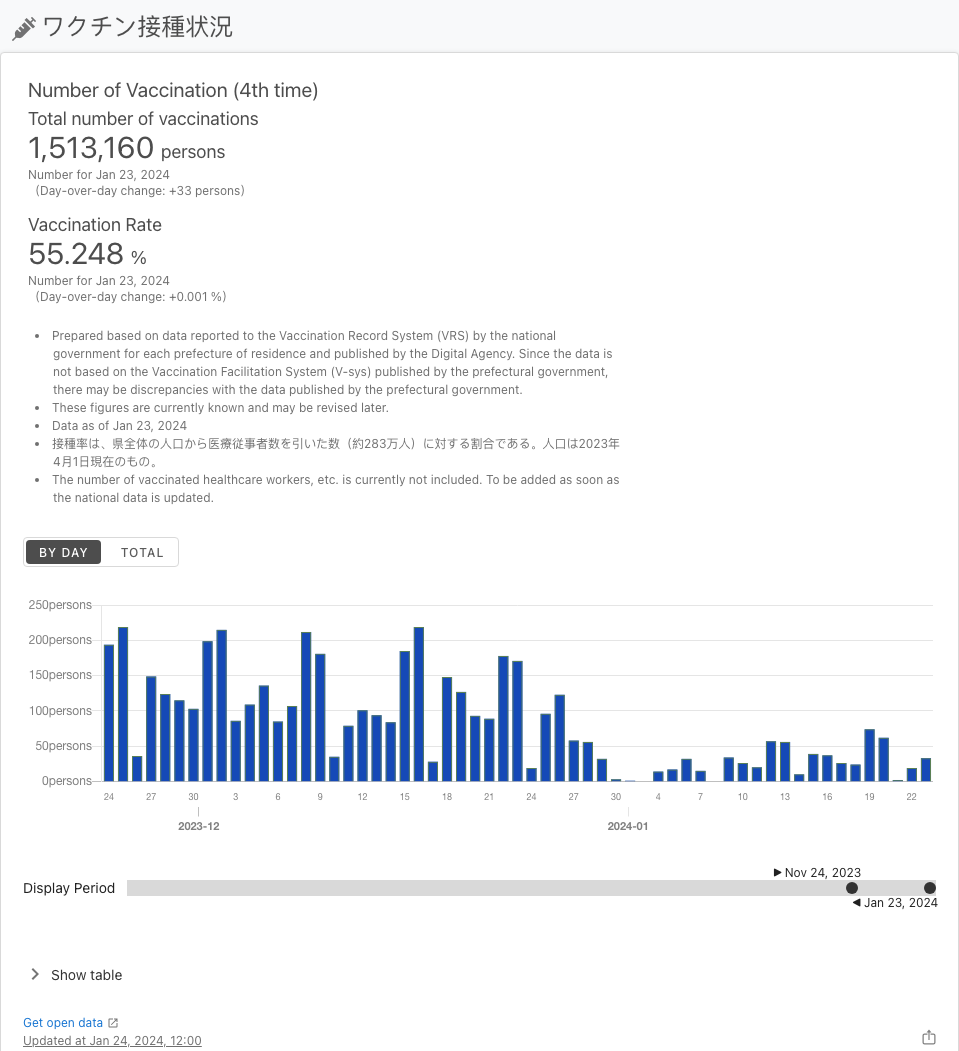 ワクチン接種状況
Number of Vaccination (4th time)
Total number of vaccinations
1,513,160 persons
Number for Jan 23, 2024
（Day-over-day change: +33 persons）
Vaccination Rate
55.248 %
Number for Jan 23, 2024
（Day-over-day change: +0.001 %）
• Prepared based on data reported to the Vaccination Record System (VRS) by the national
government for each prefecture of residence and published by the Digital Agency. Since the data is
not based on the Vaccination Facilitation System (V-sys) published by the prefectural government,
there may be discrepancies with the data published by the prefectural government.
• These figures are currently known and may be revised later.
• Data as of Jan 23, 2024
• 接種率は、県全体の人口から医療従事者数を引いた数（約283万人）に対する割合である。人口は2023年
4月1日現在のもの。
• The number of vaccinated healthcare workers, etc. is currently not included. To be added as soon as
the national data is updated.
BY DAY TOTAL
250persons
200persons
150persons
100persons
50persons
0persons
24 27 30 3 6 9 12 15 18 21 24 27 30 4 7 10 13 16 19 22
2023-12 2024-01
Nov 24, 2023
Display Period
Jan 23, 2024
Show table
Get open data
Updated at Jan 24, 2024, 12:00